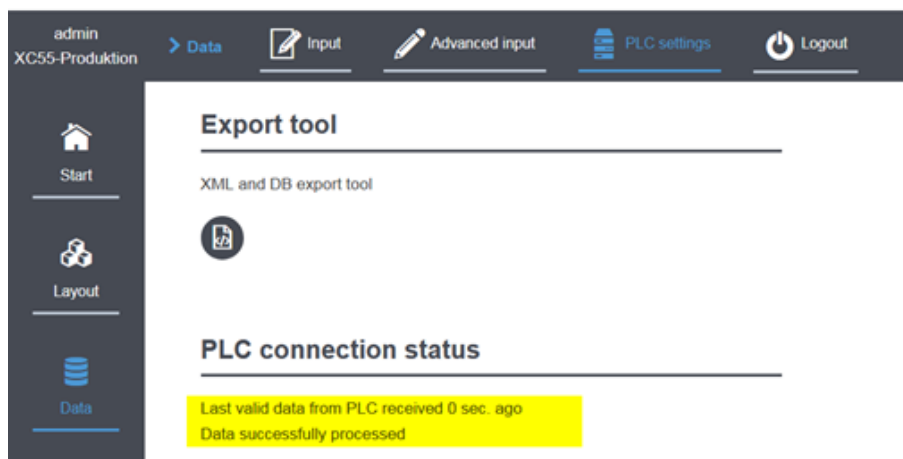 admin
XC55-Produktion
Data
Input
Advanced input
PLC settings
Logout
Start
Layout
Data
Export tool
XML and DB export tool
PLC connection status
Last valid data from PLC received 0 sec. ago
Data successfully processed